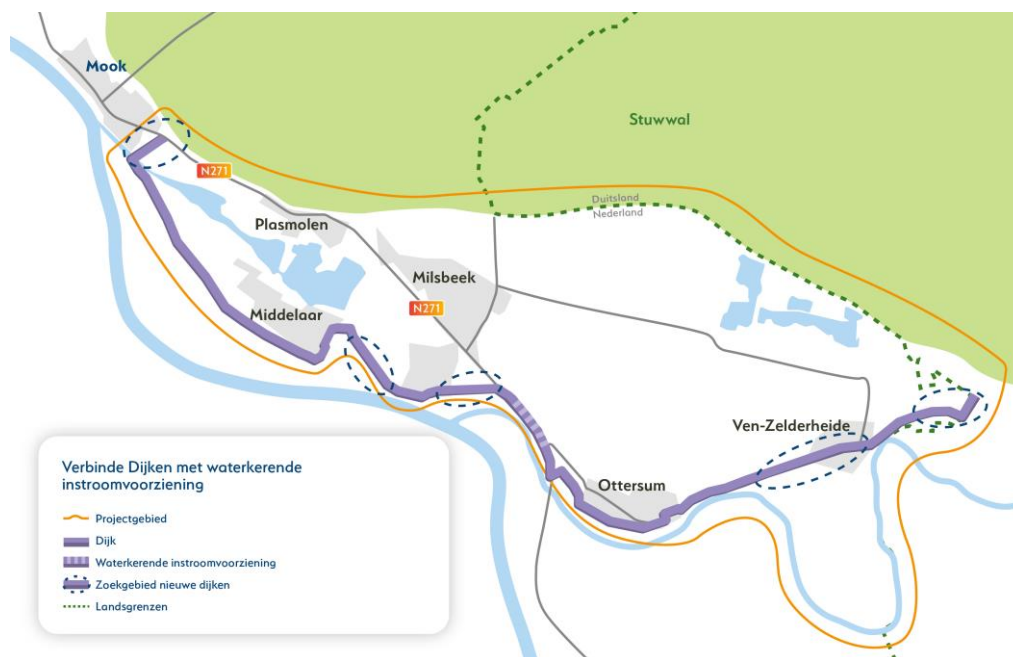 Mook
Stuwwal
N271
Duitsland
Nederland
Plasmolen
Milsbeek
N271
Middelaar
Ven-Zelderheide
Ottersum
Verbinde Dijken met waterkerende
instroomvoorziening
Projectgebied
Dijk
Waterkerende instroomvoorziening
Zoekgebied nieuwe dijken
Landsgrenzen